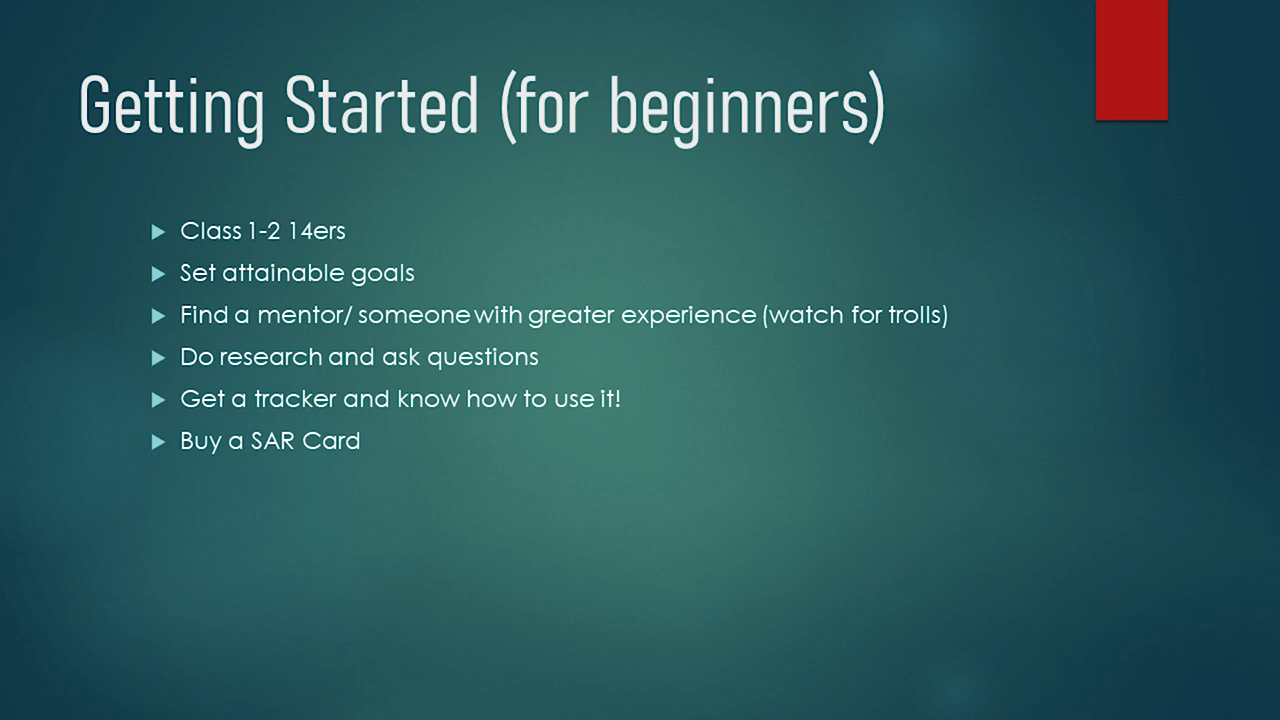 Getting Started (for beginners)
Class 1-2 14ers
Set attainable goals
Find a mentor/ someone with greater experience (watch for trolls)
Do research and ask questions
Get a tracker and know how to use it!
Buy a SAR Card